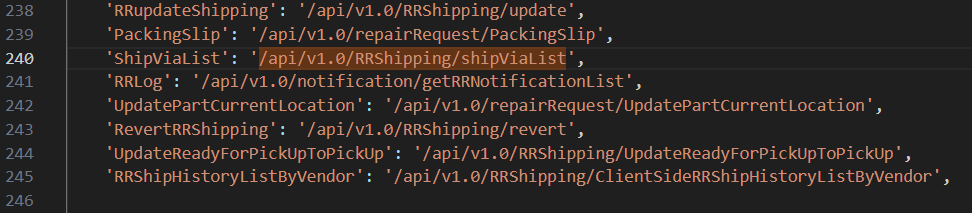 238 'RRupdateShipping': '/api/v1.0/RRShipping/update',
239 'PackingSlip': '/api/v1.0/repairRequest/PackingSlip',
240 'ShipViaList': '/api/v1.0/RRShipping/shipViaList',
241 'RRLog': '/api/v1.0/notification/getRRNotificationList',
242 'UpdatePartCurrentLocation': '/api/v1.0/repairRequest/UpdatePartCurrentLocation',
243 'RevertRRShipping': '/api/v1.0/RRShipping/revert',
244 'UpdateReadyForPickUpToPickUp': '/api/v1.0/RRShipping/UpdateReadyForPickUpToPickUp',
245 'RRShipHistoryListByVendor': '/api/v1.0/RRShipping/ClientSideRRShipHistoryListByVendor',
246